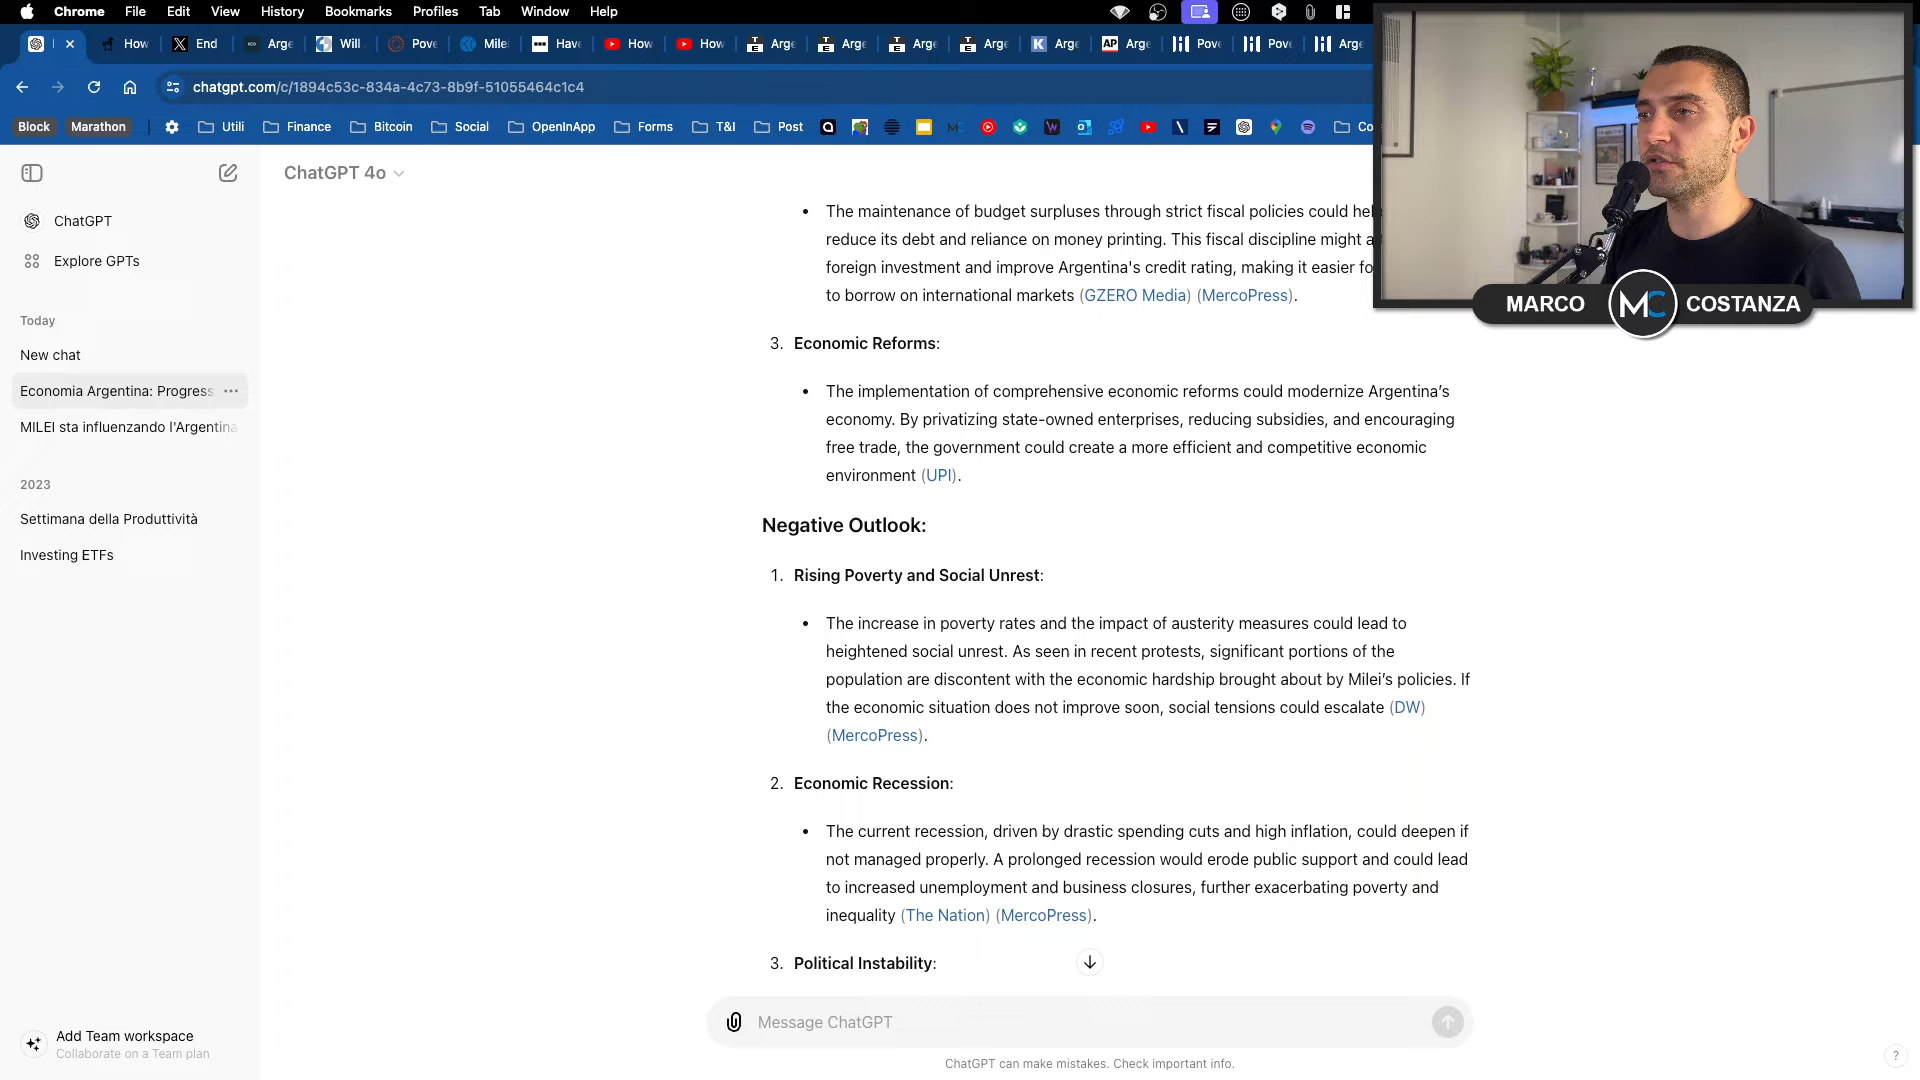 Chrome File Edit View History Bookmarks Profiles Tab Window Help
How End Arge Will Pove Milei Have How How Arge Arge Arge Arge Arge Arge Pove Pove Arge
chatgpt.com/c/1894c53c-834a-4c73-8b9f-51055464c1c4
Block Marathon Utili Finance Bitcoin Social OpenInApp Forms T&I Post Co
MARCO MC COSTANZA
ChatGPT 4o
ChatGPT
Explore GPTs
Today
New chat
Economia Argentina: Progress
MILEI sta influenzando l'Argentina
2023
Settimana della Produttività
Investing ETFs
Add Team workspace
Collaborate on a Team plan
• The maintenance of budget surpluses through strict fiscal policies could
reduce its debt and reliance on money printing. This fiscal discipline might
foreign investment and improve Argentina's credit rating, making it easier
to borrow on international markets (GZERO Media) (MercoPress).
3. Economic Reforms:
• The implementation of comprehensive economic reforms could modernize Argentina’s
economy. By privatizing state-owned enterprises, reducing subsidies, and encouraging
free trade, the government could create a more efficient and competitive economic
environment (UPI).
Negative Outlook:
1. Rising Poverty and Social Unrest:
• The increase in poverty rates and the impact of austerity measures could lead to
heightened social unrest. As seen in recent protests, significant portions of the
population are discontent with the economic hardship brought about by Milei’s policies. If
the economic situation does not improve soon, social tensions could escalate (DW)
(MercoPress).
2. Economic Recession:
• The current recession, driven by drastic spending cuts and high inflation, could deepen if
not managed properly. A prolonged recession would erode public support and could lead
to increased unemployment and business closures, further exacerbating poverty and
inequality (The Nation) (MercoPress).
3. Political Instability:
Message ChatGPT
ChatGPT can make mistakes. Check important info.
?